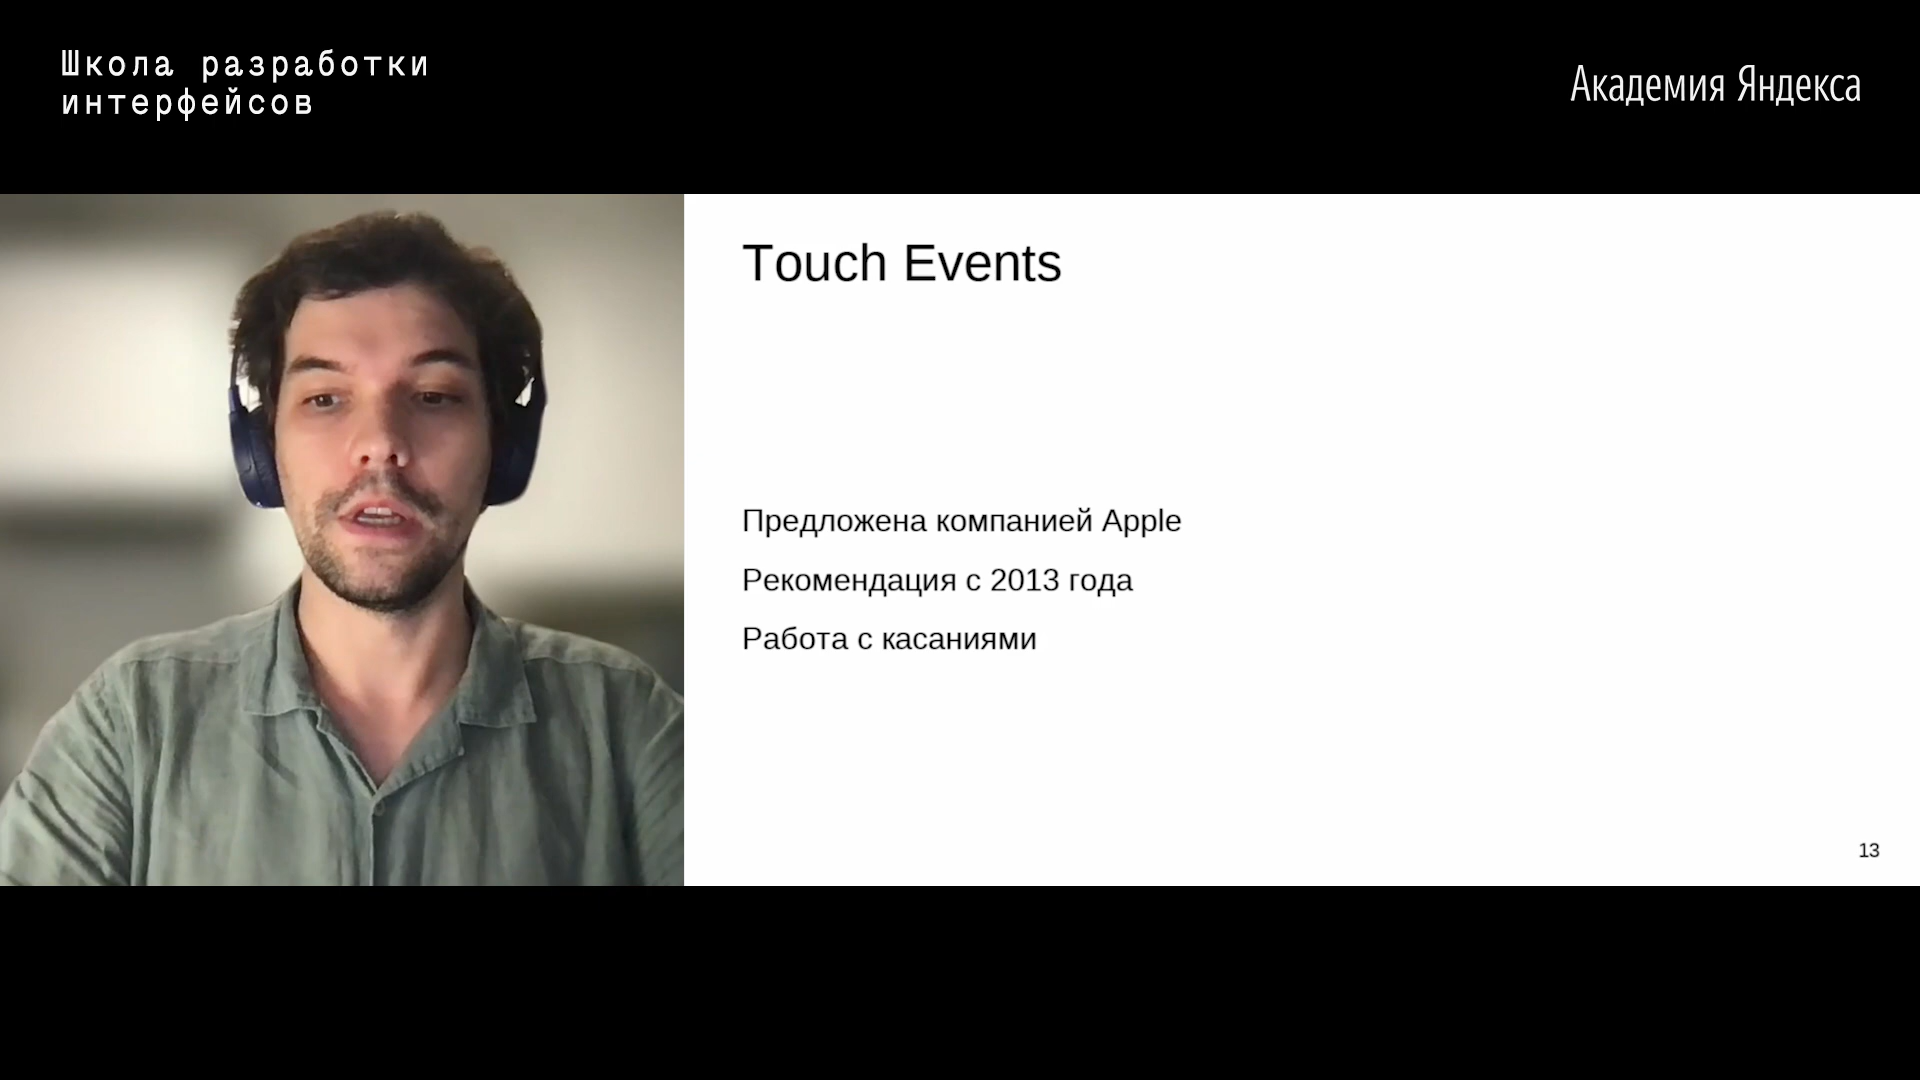 Школа разработки
интерфейсов
Академия Яндекса
Touch Events
Предложена компанией Apple
Рекомендация с 2013 года
Работа с касаниями
13